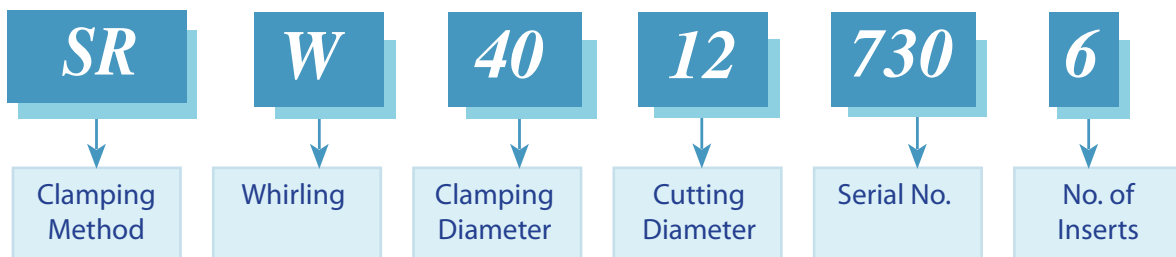 SR W 40 12 730 6
Clamping Method
Whirling
Clamping Diameter
Cutting Diameter
Serial No.
No. of Inserts